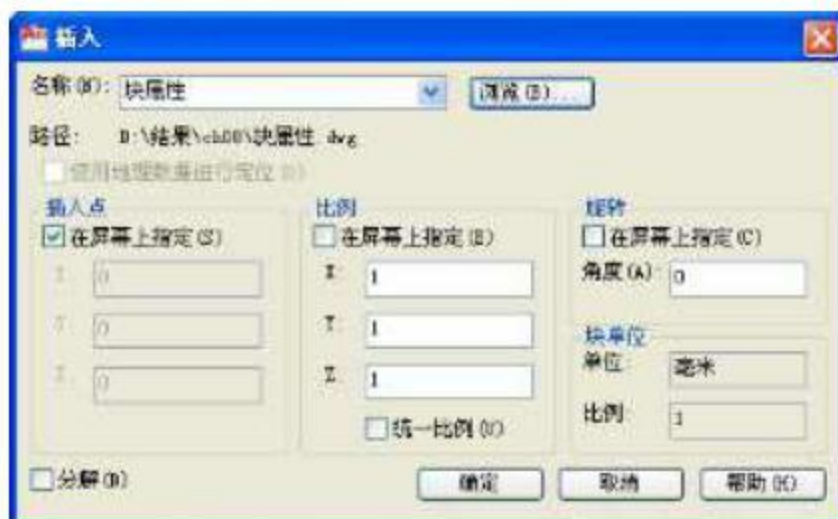 插入
名称(N): 块属性 浏览(B)...
路径: D:\结果\ch08\块属性.dwg
使用地理数据进行定位(G)
插入点
在屏幕上指定(S)
X: 0
Y: 0
Z: 0
比例
在屏幕上指定(E)
X: 1
Y: 1
Z: 1
统一比例(U)
旋转
在屏幕上指定(C)
角度(A): 0
块单位
单位: 毫米
比例: 1
分解(D)
确定 取消 帮助(H)